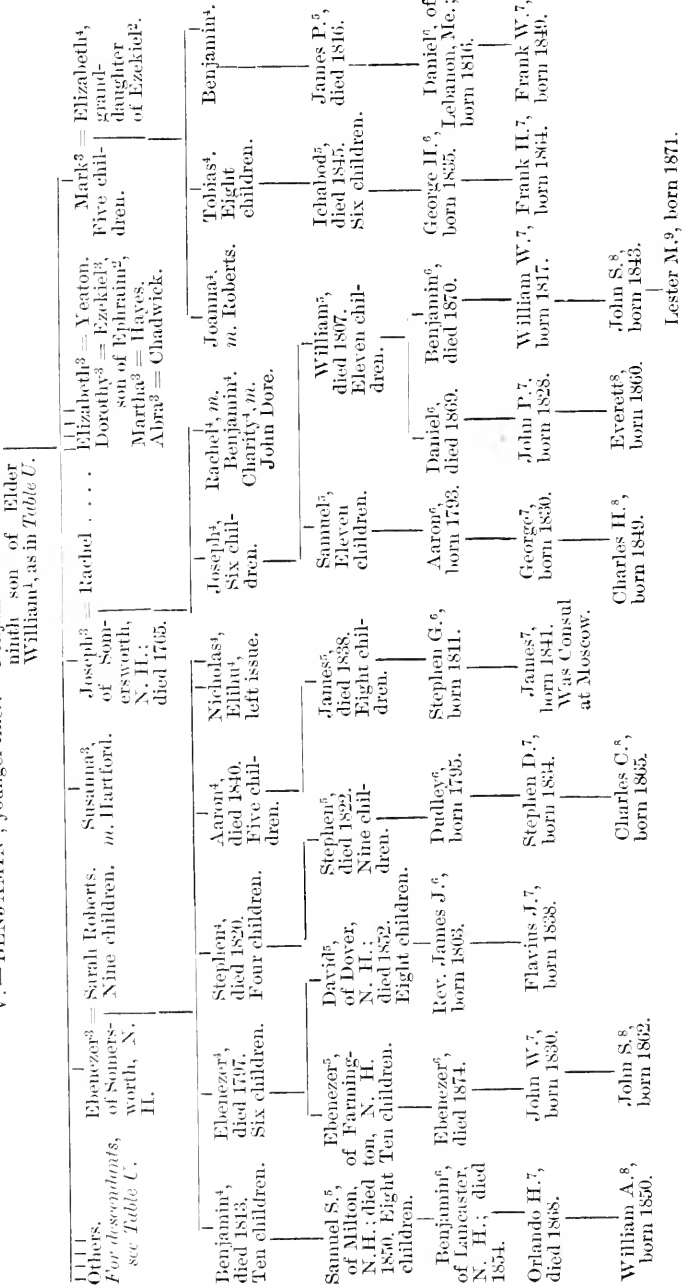 V. — BENJAMIN², younger line.
ninth son of Elder
William¹, as in Table U.
Others.
For descendants,
see Table U.
Ebenezer³ = Sarah Roberts.
of Somers- Nine children.
worth, N.
H.
Susanna³,
m. Hartford.
Joseph³ = Rachel . . . .
of Som-
ersworth,
N. H.;
died 1765.
Elizabeth³ = Yeaton.
Dorothy³ = Ezekiel³,
son of Ephraim²,
Martha³ = Hayes.
Abra³ = Chadwick.
Mark³ = Elizabeth⁴,
Five chil- grand-
dren. daughter
of Ezekiel².
Benjamin⁴,
died 1813.
Ten children.
Ebenezer⁴,
died 1797.
Six children.
Stephen⁴,
died 1820.
Four children.
Aaron⁴,
died 1840.
Five chil-
dren.
Nicholas⁴,
Elihu⁴,
left issue.
Joseph⁴,
Six chil-
dren.
Rachel⁴, m.
Benjamin⁴.
Charity⁴, m.
John Dore.
Joanna⁴.
m. Roberts.
Tobias⁴.
Eight
children.
Benjamin⁴.
Samuel S.⁵,
of Milton,
N.H.; died
1850, Eight
children.
Ebenezer⁵,
of Farming-
ton, N. H.
Ten children.
David⁵,
of Dover,
N. H.;
died 1852.
Eight children.
Stephen⁵,
died 1822.
Nine chil-
dren.
James⁵,
died 1838.
Eight chil-
dren.
Samuel⁵,
Eleven
children.
William⁵,
died 1807.
Eleven chil-
dren.
Ichabod⁵,
died 1845.
Six children.
James P.⁵,
died 1816.
Benjamin⁶,
of Lancaster,
N. H.; died
1854.
Ebenezer⁶,
died 1874.
Rev. James J.⁶,
born 1803.
Dudley⁶,
born 1795.
Stephen G.⁶,
born 1811.
Aaron⁶,
born 1793.
Daniel⁶,
died 1869.
Benjamin⁶,
died 1870.
George H.⁶,
born 1835.
Daniel⁶, of
Lebanon, Me.;
born 1816.
Orlando H.⁷,
died 1868.
John W.⁷,
born 1830.
Flavius J.⁷,
born 1838.
Stephen D.⁷,
born 1834.
James⁷,
born 1841.
Was Consul
at Moscow.
George⁷,
born 1830.
John P.⁷,
born 1828.
William W.⁷,
born 1817.
Frank H.⁷,
born 1864.
Frank W.⁷,
born 1849.
William A.⁸,
born 1850.
John S.⁸,
born 1862.
Charles C.⁸,
born 1865.
Charles H.⁸,
born 1849.
Everett⁸,
born 1860.
John S.⁸,
born 1843.
Lester M.⁹, born 1871.